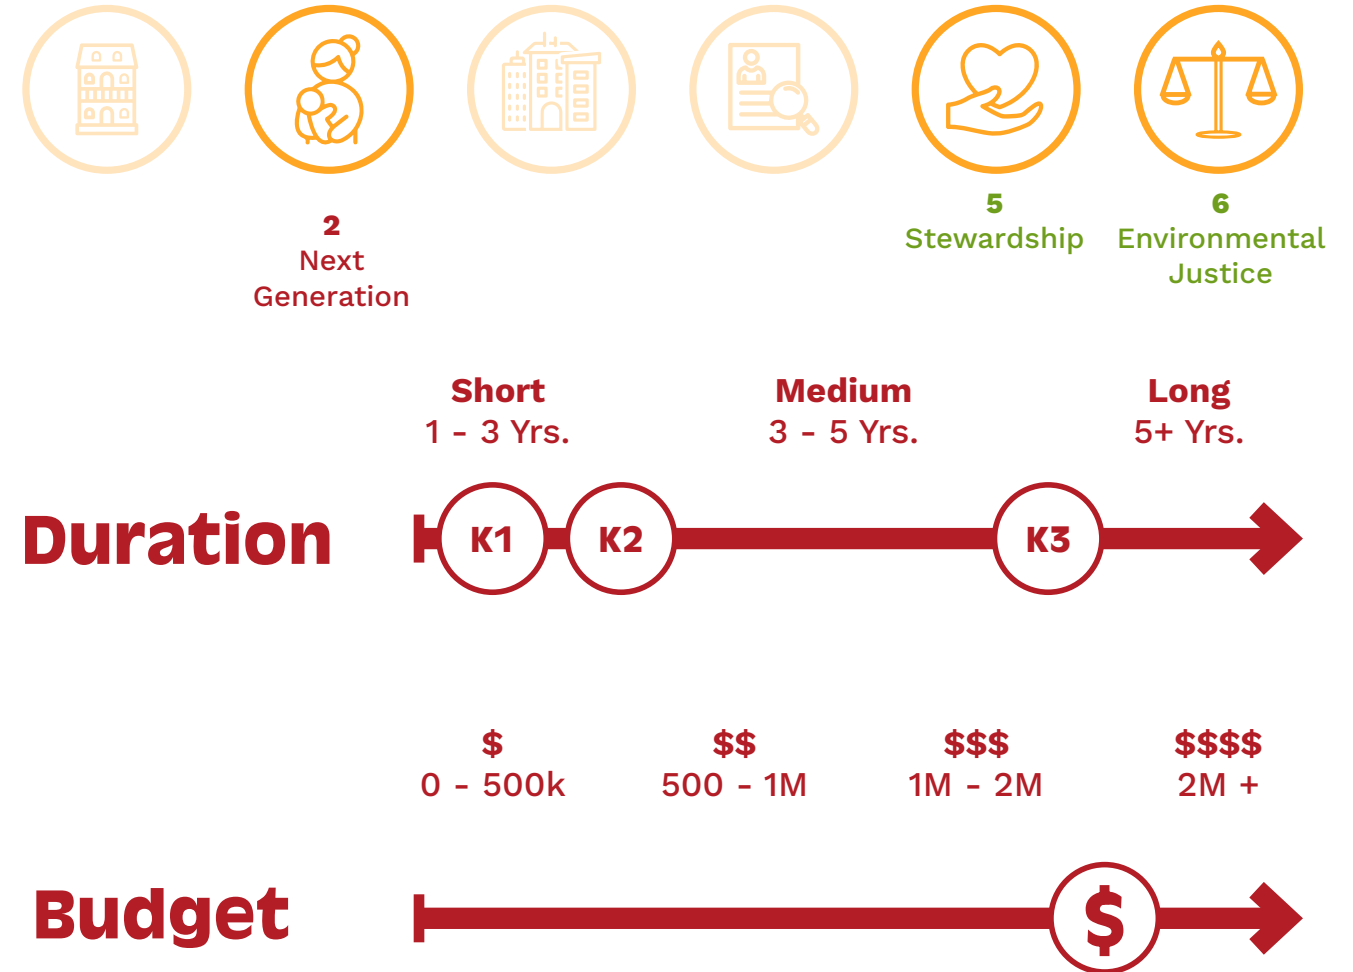 2
Next
Generation
5
Stewardship
6
Environmental
Justice
Short
1 - 3 Yrs.
Medium
3 - 5 Yrs.
Long
5+ Yrs.
Duration
K1
K2
K3
$
0 - 500k
$$
500 - 1M
$$$
1M - 2M
$$$$
2M +
Budget
$